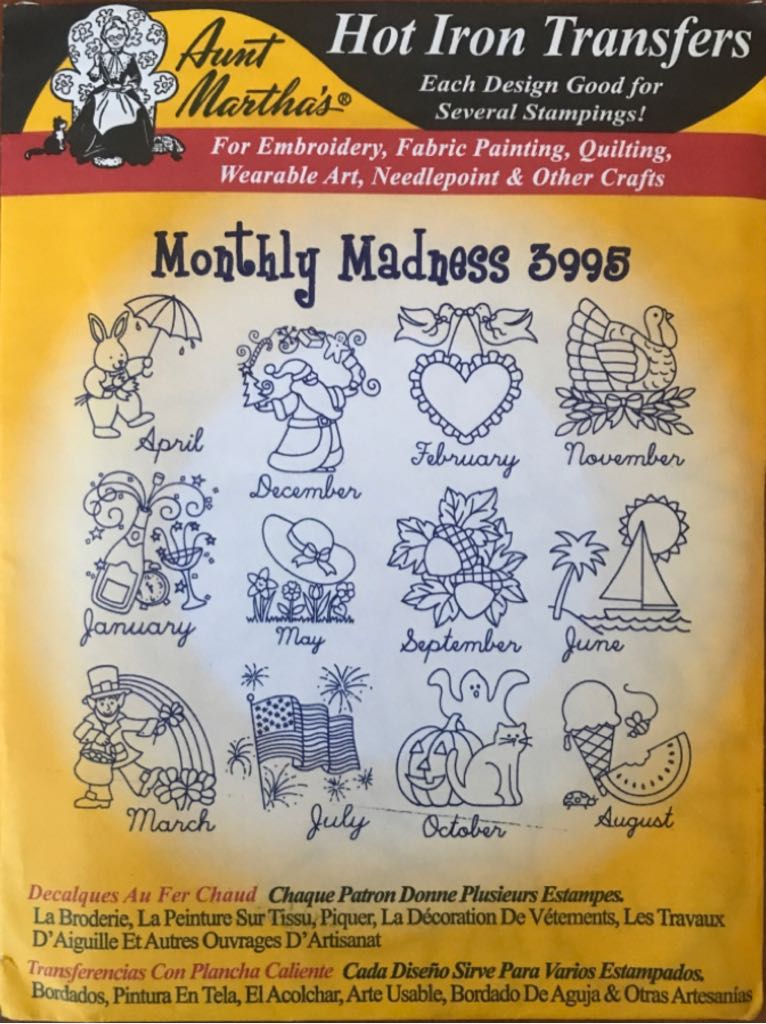 Aunt
Martha's®
Hot Iron Transfers
Each Design Good for
Several Stampings!
For Embroidery, Fabric Painting, Quilting,
Wearable Art, Needlepoint & Other Crafts
Monthly Madness 3995
April
December
February
November
January
May
September
June
March
July
October
August
Decalques Au Fer Chaud Chaque Patron Donne Plusieurs Estampes.
La Broderie, La Peinture Sur Tissu, Piquer, La Décoration De Vétements, Les Travaux
D'Aiguille Et Autres Ouvrages D'Artisanat
Transferencias Con Plancha Caliente Cada Diseño Sirve Para Varios Estampados.
Bordados, Pintura En Tela, El Acolchar, Arte Usable, Bordado De Aguja & Otras Artesanías